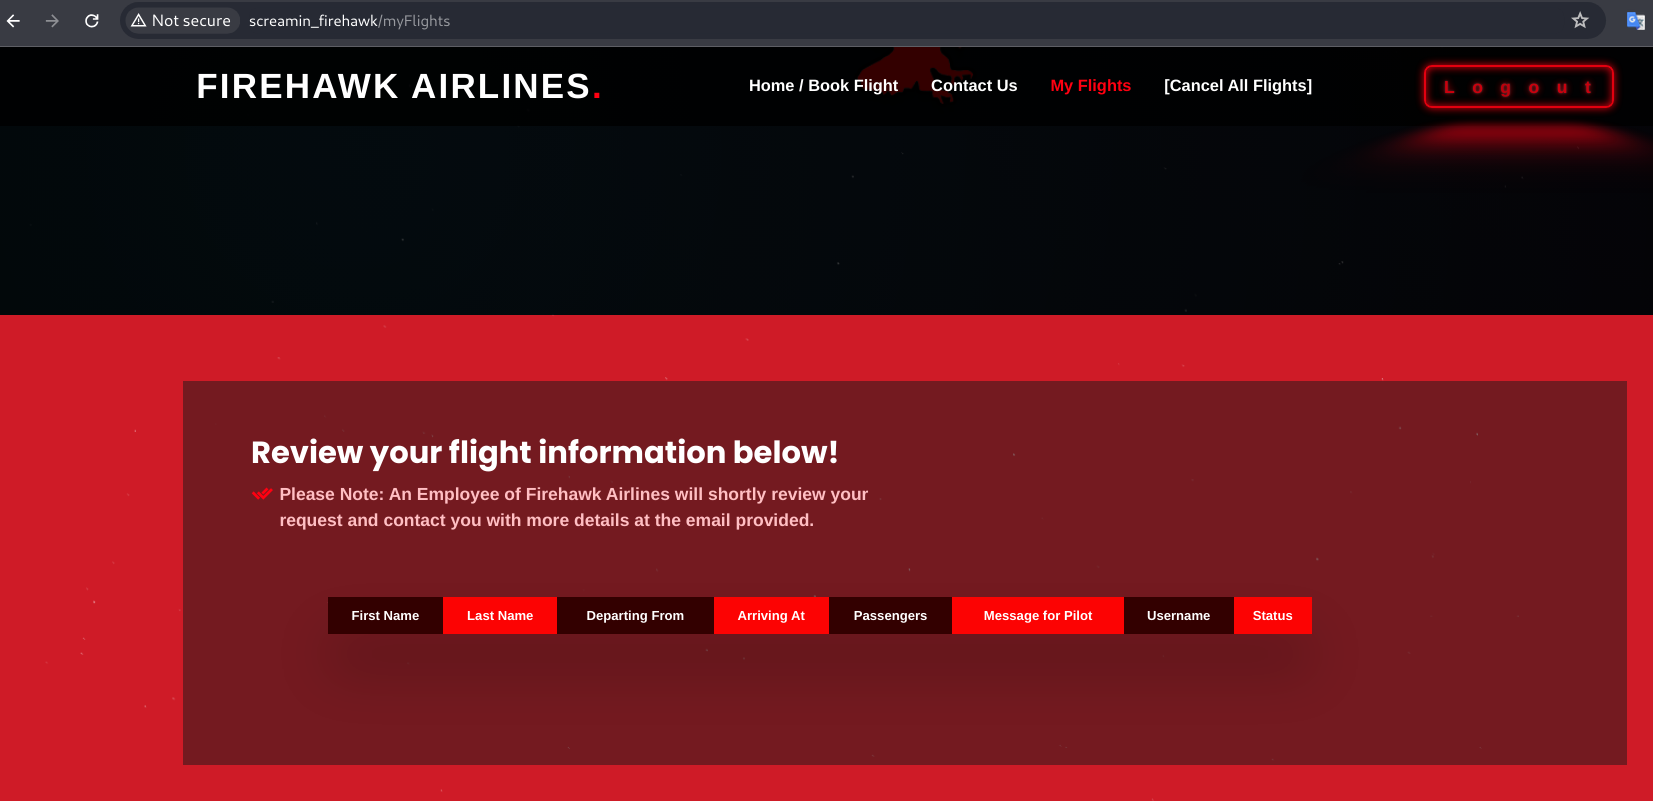 Not secure screamin_firehawk/myFlights
FIREHAWK AIRLINES. Home / Book Flight Contact Us My Flights [Cancel All Flights] Logout
Review your flight information below!
Please Note: An Employee of Firehawk Airlines will shortly review your
request and contact you with more details at the email provided.
First Name Last Name Departing From Arriving At Passengers Message for Pilot Username Status